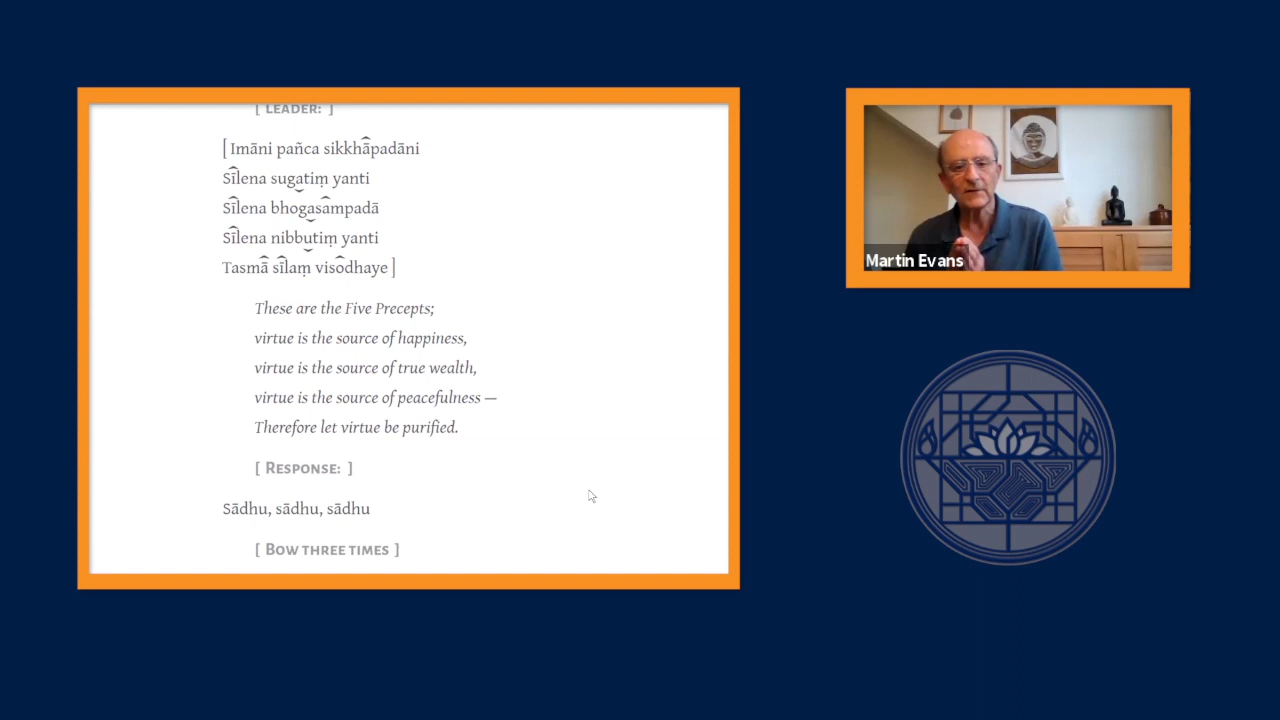 [ LEADER: ]
[ Imāni pañca sikkhāpadāni
Sīlena sugatiṃ yanti
Sīlena bhogasampadā
Sīlena nibbutiṃ yanti
Tasmā sīlaṃ visodhaye ]
These are the Five Precepts;
virtue is the source of happiness,
virtue is the source of true wealth,
virtue is the source of peacefulness —
Therefore let virtue be purified.
[ RESPONSE: ]
Sādhu, sādhu, sādhu
[ BOW THREE TIMES ]
Martin Evans